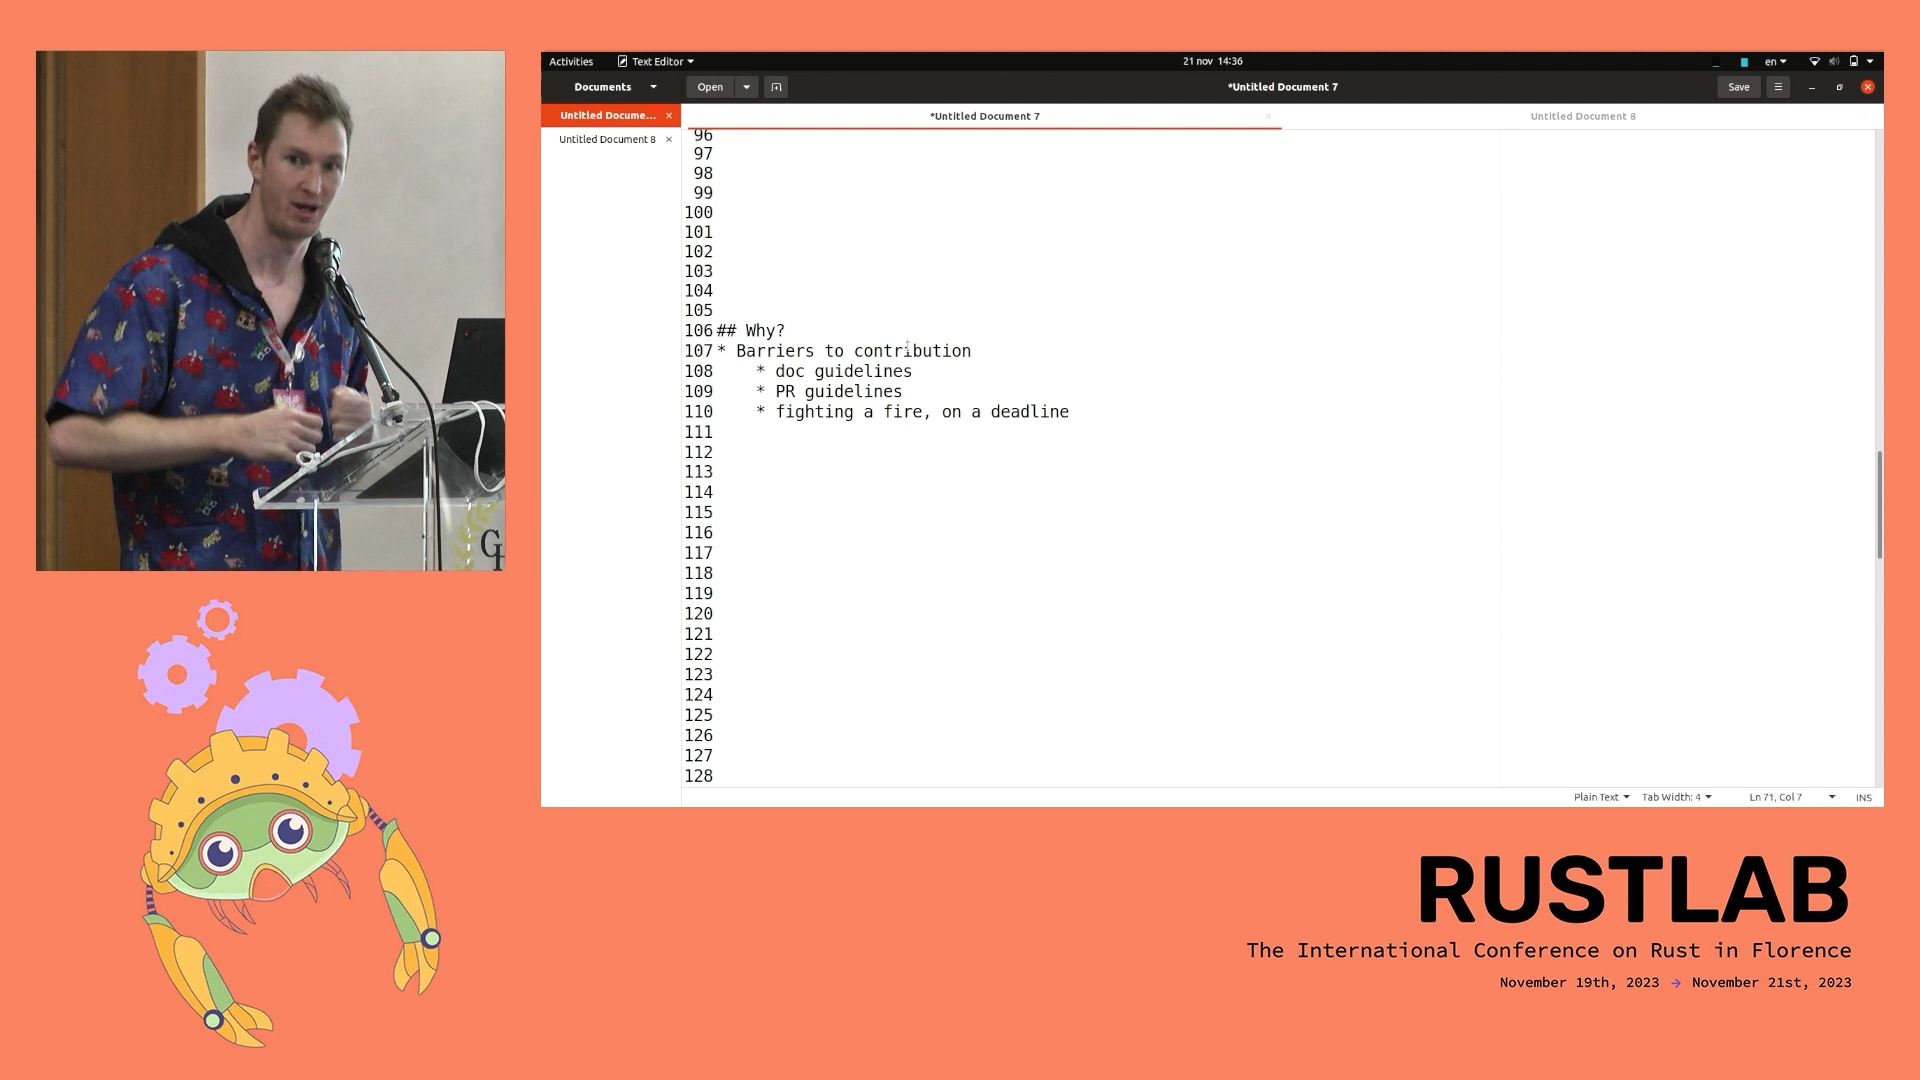 Activities
Text Editor
21 nov 14:36
en
Documents
Open
*Untitled Document 7
Save
Untitled Docume...
*Untitled Document 7
Untitled Document 8
Untitled Document 8
96
97
98
99
100
101
102
103
104
105
106 ## Why?
107 * Barriers to contribution
108 * doc guidelines
109 * PR guidelines
110 * fighting a fire, on a deadline
111
112
113
114
115
116
117
118
119
120
121
122
123
124
125
126
127
128
Plain Text
Tab Width: 4
Ln 71, Col 7
INS
RUSTLAB
The International Conference on Rust in Florence
November 19th, 2023 → November 21st, 2023